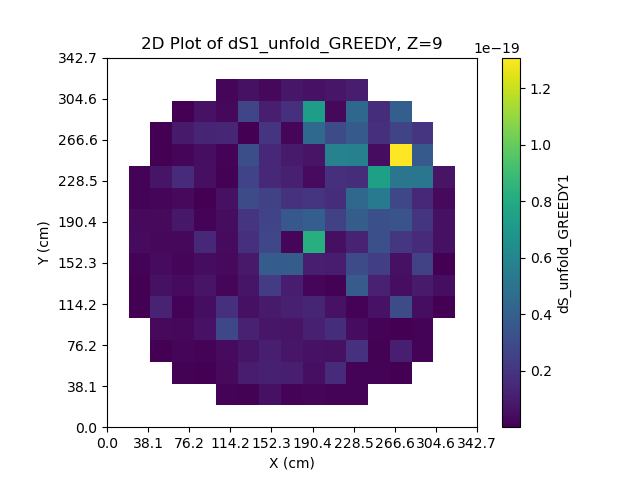 2D Plot of dS1_unfold_GREEDY, Z=9
1e−19
342.7
304.6
266.6
228.5
190.4
152.3
114.2
76.2
38.1
0.0
Y (cm)
0.0 38.1 76.2 114.2 152.3 190.4 228.5 266.6 304.6 342.7
X (cm)
1.2
1.0
0.8
0.6
0.4
0.2
dS_unfold_GREEDY1